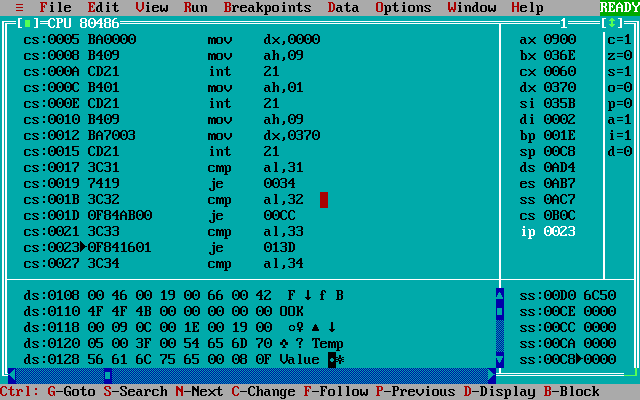 ≡ File Edit View Run Breakpoints Data Options Window Help READY
[■]=CPU 80486 1=[↕]
cs:0005 BA0000 mov dx,0000 ax 0900 c=1
cs:0008 B409 mov ah,09 bx 036E z=0
cs:000A CD21 int 21 cx 0060 s=1
cs:000C B401 mov ah,01 dx 0370 o=0
cs:000E CD21 int 21 si 035B p=0
cs:0010 B409 mov ah,09 di 0002 a=1
cs:0012 BA7003 mov dx,0370 bp 001E i=1
cs:0015 CD21 int 21 sp 00C8 d=0
cs:0017 3C31 cmp al,31 ds 0AD4
cs:0019 7419 je 0034 es 0AB7
cs:001B 3C32 cmp al,32 ss 0AC7
cs:001D 0F84AB00 je 00CC cs 0B0C
cs:0021 3C33 cmp al,33 ip 0023
cs:0023►0F841601 je 013D
cs:0027 3C34 cmp al,34
ds:0108 00 46 00 19 00 66 00 42 F ↓ f B ss:00D0 6C50
ds:0110 4F 4F 4B 00 00 00 00 00 OOK ss:00CE 0000
ds:0118 00 09 0C 00 1E 00 19 00 ○♀ ▲ ↓ ss:00CC 0000
ds:0120 05 00 3F 00 54 65 6D 70 ♣ ? Temp ss:00CA 0000
ds:0128 56 61 6C 75 65 00 08 0F Value ◘☼ ss:00C8►0000
Ctrl: G-Goto S-Search N-Next C-Change F-Follow P-Previous D-Display B-Block